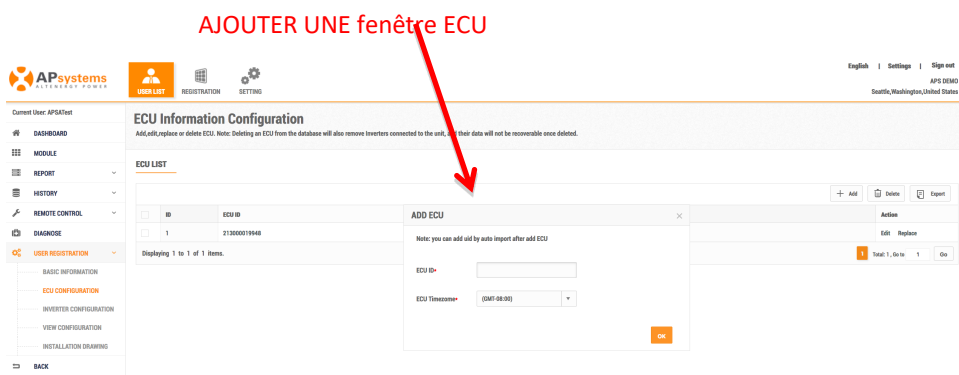 AJOUTER UNE fenêtre ECU
English | Settings | Sign out
APsystems
ALTENERGY POWER
USER LIST REGISTRATION SETTING
APS DEMO
Seattle,Washington,United States
Current User: APSATest
ECU Information Configuration
Add,edit,replace or delete ECU. Note: Deleting an ECU from the database will also remove Inverters connected to the unit, and their data will not be recoverable once deleted.
DASHBOARD
MODULE
REPORT
HISTORY
REMOTE CONTROL
DIAGNOSE
USER REGISTRATION
BASIC INFORMATION
ECU CONFIGURATION
INVERTER CONFIGURATION
VIEW CONFIGURATION
INSTALLATION DRAWING
BACK
ECU LIST
+ Add Delete Export
ID ECU ID Action
1 213000019948 Edit Replace
Displaying 1 to 1 of 1 items.
1 Total: 1 , Go to 1 Go
ADD ECU ×
Note: you can add uid by auto import after add ECU
ECU ID•
ECU Timezome• (GMT-08:00)
OK